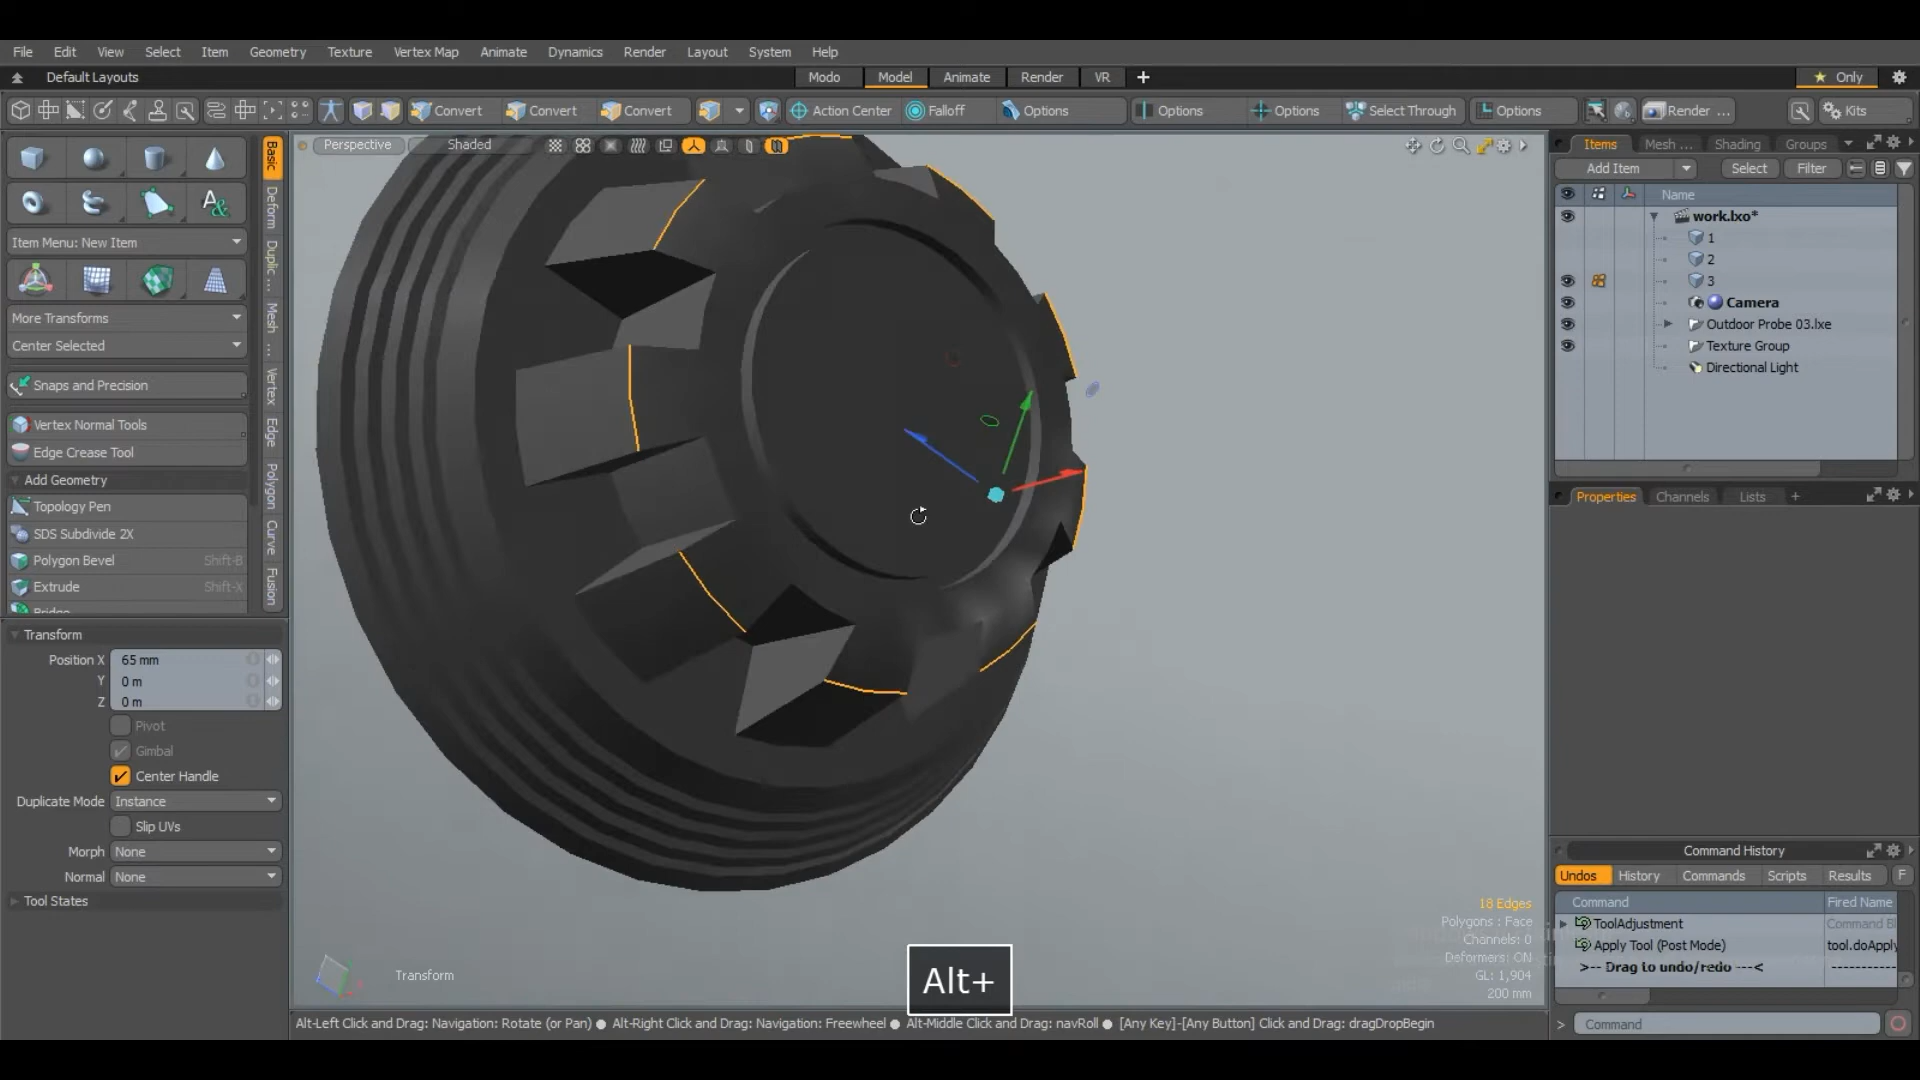 File Edit View Select Item Geometry Texture Vertex Map Animate Dynamics Render Layout System Help
Default Layouts Modo Model Animate Render VR + Only
Convert Convert Convert Action Center Falloff Options Options Options Select Through Options Render ... Kits
Perspective Shaded
Basic
Deform
Duplic ...
Mesh ...
Vertex
Edge
Polygon
Curve
Fusion
Item Menu: New Item
More Transforms
Center Selected
Snaps and Precision
Vertex Normal Tools
Edge Crease Tool
Add Geometry
Topology Pen
SDS Subdivide 2X
Polygon Bevel Shift-B
Extrude Shift-X
Transform
Position X 65 mm
Y 0 m
Z 0 m
Pivot
Gimbal
Center Handle
Duplicate Mode Instance
Slip UVs
Morph None
Normal None
Tool States
Transform
Alt+
18 Edges
Polygons : Face
Channels: 0
Deformers: ON
GL: 1,904
200 mm
Alt-Left Click and Drag: Navigation: Rotate (or Pan) ● Alt-Right Click and Drag: Navigation: Freewheel ● Alt-Middle Click and Drag: navRoll ● [Any Key]-[Any Button] Click and Drag: dragDropBegin
Items Mesh ... Shading Groups
Add Item Select Filter
Name
work.lxo*
1
2
3
Camera
Outdoor Probe 03.lxe
Texture Group
Directional Light
Properties Channels Lists +
Command History
Undos History Commands Scripts Results F
Command Fired Name
ToolAdjustment Command Bl
Apply Tool (Post Mode) tool.doApply
>-- Drag to undo/redo ---< -----------
> Command